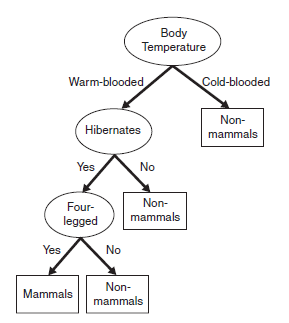 Body
Temperature
Warm-blooded
Cold-blooded
Hibernates
Non-
mammals
Yes
No
Four-
legged
Non-
mammals
Yes
No
Mammals
Non-
mammals